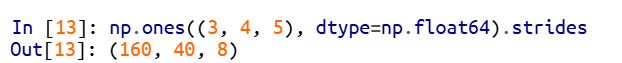 In [13]: np.ones((3, 4, 5), dtype=np.float64).strides
Out[13]: (160, 40, 8)